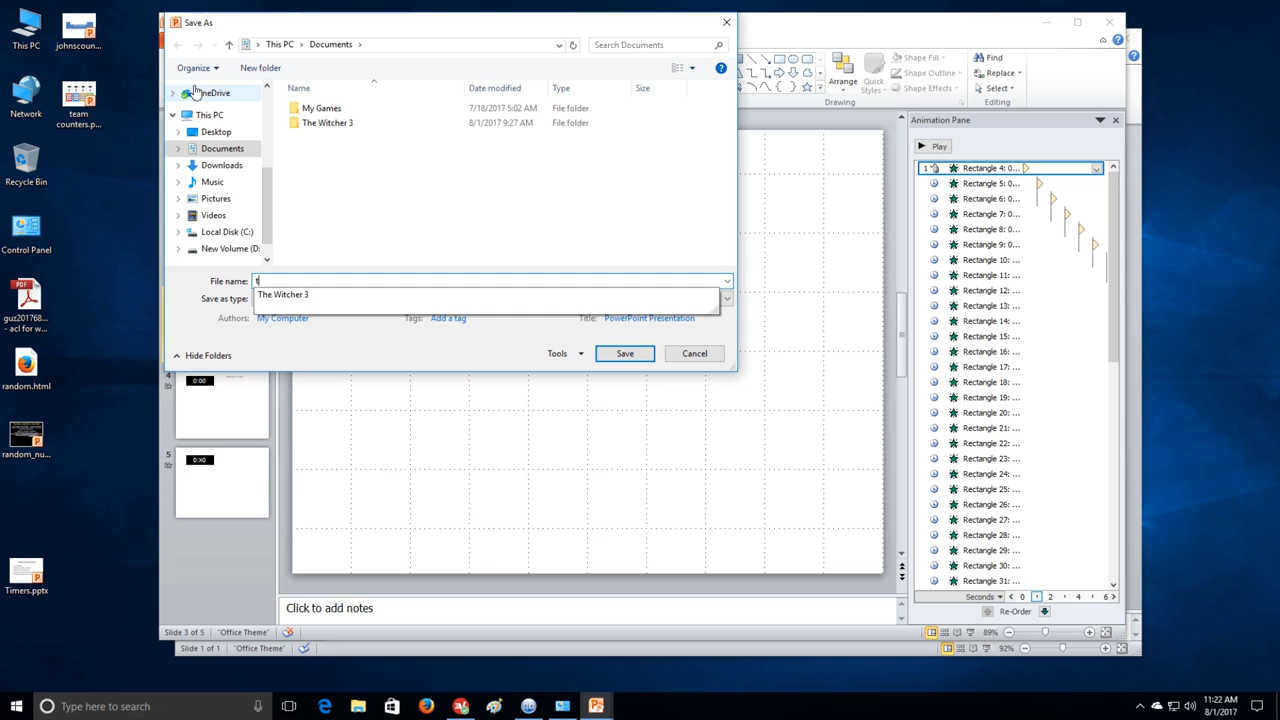 This PC
johnscoun...
Network
team
counters.p...
Recycle Bin
Control Panel
guz201768...
- acl for w...
random.html
random_nu...
Timers.pptx
Save As
This PC
Documents
Search Documents
Organize
New folder
OneDrive
This PC
Desktop
Documents
Downloads
Music
Pictures
Videos
Local Disk (C:)
New Volume (D:
Name
Date modified
Type
Size
My Games
7/18/2017 5:02 AM
File folder
The Witcher 3
8/1/2017 9:27 AM
File folder
File name:
t
The Witcher 3
Save as type:
Authors:
My Computer
Tags:
Add a tag
Title:
PowerPoint Presentation
Hide Folders
Tools
Save
Cancel
Arrange
Quick
Styles
Shape Fill
Shape Outline
Shape Effects
Drawing
Find
Replace
Select
Editing
Animation Pane
Play
1
Rectangle 4: 0...
Rectangle 5: 0...
Rectangle 6: 0...
Rectangle 7: 0...
Rectangle 8: 0...
Rectangle 9: 0...
Rectangle 10: ...
Rectangle 11: ...
Rectangle 12: ...
Rectangle 13: ...
Rectangle 14: ...
Rectangle 15: ...
Rectangle 16: ...
Rectangle 17: ...
Rectangle 18: ...
Rectangle 19: ...
Rectangle 20: ...
Rectangle 21: ...
Rectangle 22: ...
Rectangle 23: ...
Rectangle 24: ...
Rectangle 25: ...
Rectangle 26: ...
Rectangle 27: ...
Rectangle 28: ...
Rectangle 29: ...
Rectangle 30: ...
Rectangle 31: ...
Seconds
0
2
4
6
Re-Order
4
0:00
5
0:X0
Click to add notes
Slide 3 of 5
"Office Theme"
89%
Slide 1 of 1
"Office Theme"
92%
Type here to search
11:22 AM
8/1/2017